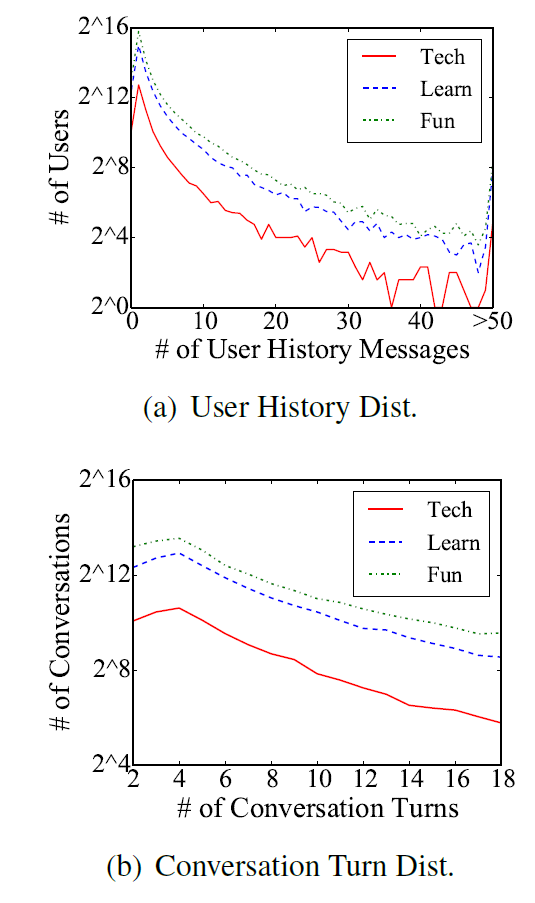 2^16
2^12
2^8
2^4
2^0
# of Users
Tech
Learn
Fun
0 10 20 30 40 >50
# of User History Messages
(a) User History Dist.
2^16
2^12
2^8
2^4
# of Conversations
Tech
Learn
Fun
2 4 6 8 10 12 14 16 18
# of Conversation Turns
(b) Conversation Turn Dist.